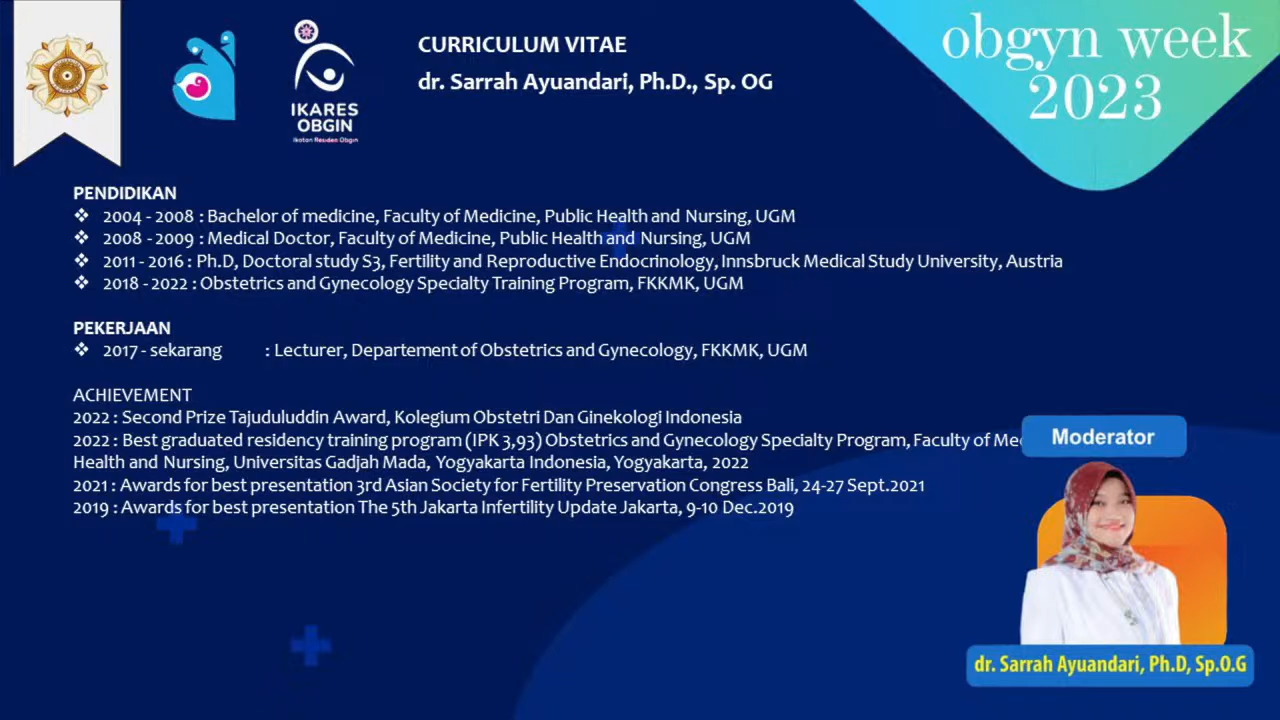 IKARES
OBGIN
Ikatan Residen Obgin
CURRICULUM VITAE
dr. Sarrah Ayuandari, Ph.D., Sp. OG
obgyn week
2023
PENDIDIKAN
❖ 2004 - 2008 : Bachelor of medicine, Faculty of Medicine, Public Health and Nursing, UGM
❖ 2008 - 2009 : Medical Doctor, Faculty of Medicine, Public Health and Nursing, UGM
❖ 2011 - 2016 : Ph.D, Doctoral study S3, Fertility and Reproductive Endocrinology, Innsbruck Medical Study University, Austria
❖ 2018 - 2022 : Obstetrics and Gynecology Specialty Training Program, FKKMK, UGM
PEKERJAAN
❖ 2017 - sekarang : Lecturer, Departement of Obstetrics and Gynecology, FKKMK, UGM
ACHIEVEMENT
2022 : Second Prize Tajuduluddin Award, Kolegium Obstetri Dan Ginekologi Indonesia
2022 : Best graduated residency training program (IPK 3,93) Obstetrics and Gynecology Specialty Program, Faculty of Me
Health and Nursing, Universitas Gadjah Mada, Yogyakarta Indonesia, Yogyakarta, 2022
2021 : Awards for best presentation 3rd Asian Society for Fertility Preservation Congress Bali, 24-27 Sept.2021
2019 : Awards for best presentation The 5th Jakarta Infertility Update Jakarta, 9-10 Dec.2019
Moderator
dr. Sarrah Ayuandari, Ph.D, Sp.O.G